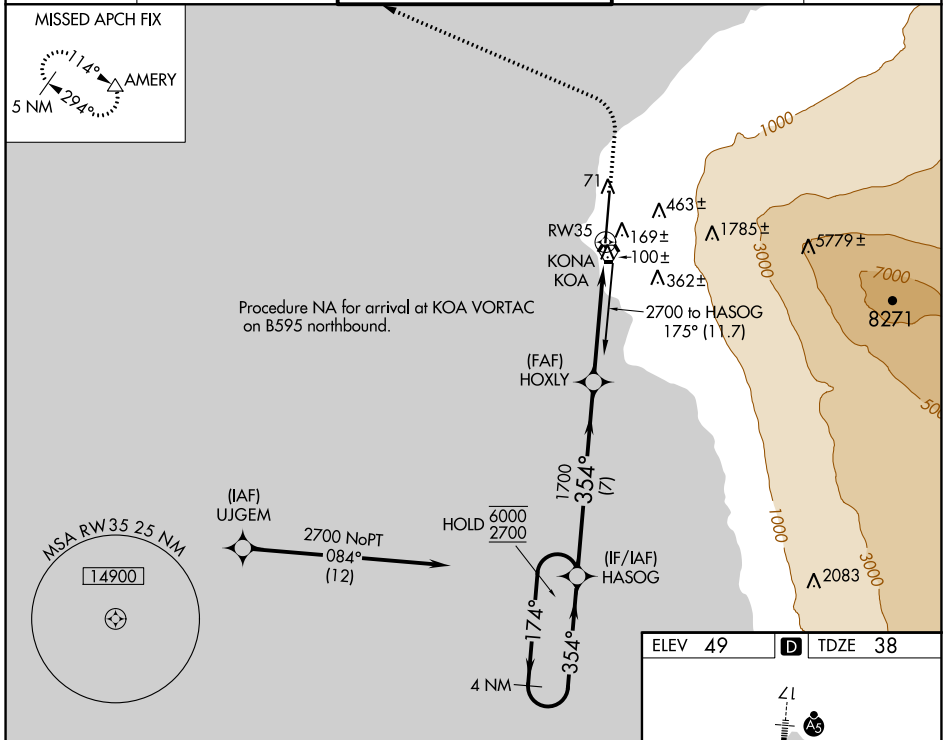 MISSED APCH FIX
114°
AMERY
5 NM
294°
1000
71
463±
RW35
169±
1785±
5779±
3000
KONA
KOA
100±
362±
7000
8271
Procedure NA for arrival at KOA VORTAC
on B595 northbound.
2700 to HASOG
175° (11.7)
(FAF)
HOXLY
500
1700
354°
(7)
(IAF)
UJGEM
HOLD 6000
2700
2700 NoPT
084°
(12)
MSA RW35 25 NM
14900
(IF/IAF)
HASOG
1000
3000
2083
174°
354°
4 NM
ELEV 49
D
TDZE 38
17
A5